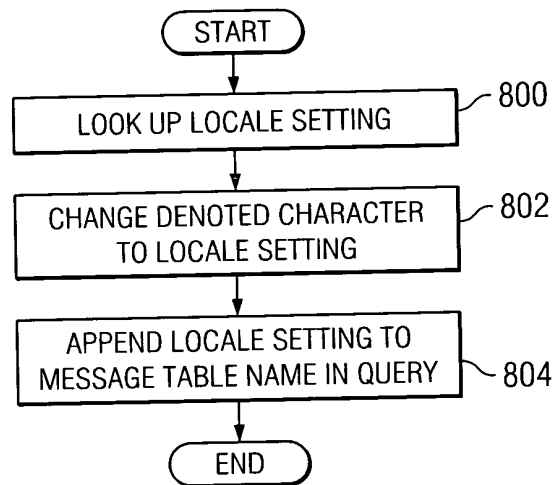 START
LOOK UP LOCALE SETTING
800
CHANGE DENOTED CHARACTER
TO LOCALE SETTING
802
APPEND LOCALE SETTING TO
MESSAGE TABLE NAME IN QUERY
804
END